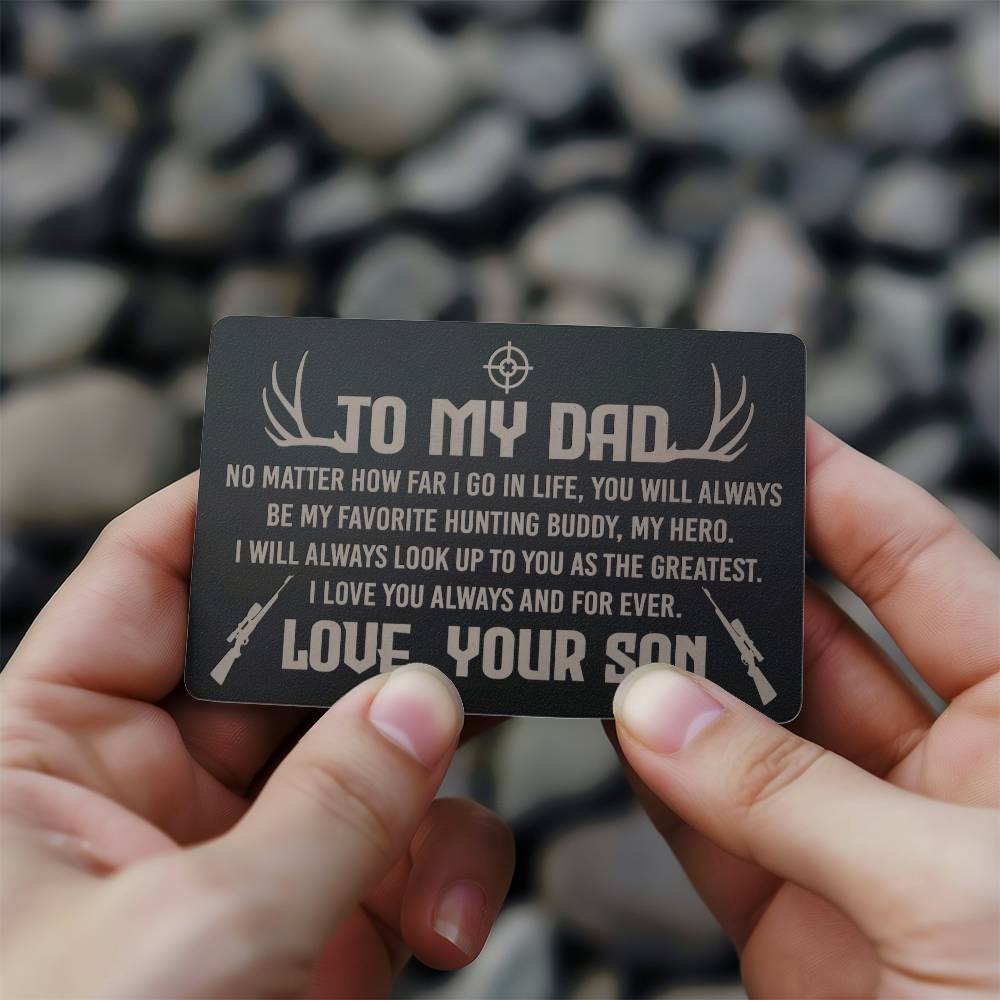 TO MY DAD
NO MATTER HOW FAR I GO IN LIFE, YOU WILL ALWAYS
BE MY FAVORITE HUNTING BUDDY, MY HERO.
I WILL ALWAYS LOOK UP TO YOU AS THE GREATEST.
I LOVE YOU ALWAYS AND FOR EVER.
LOVE, YOUR SON